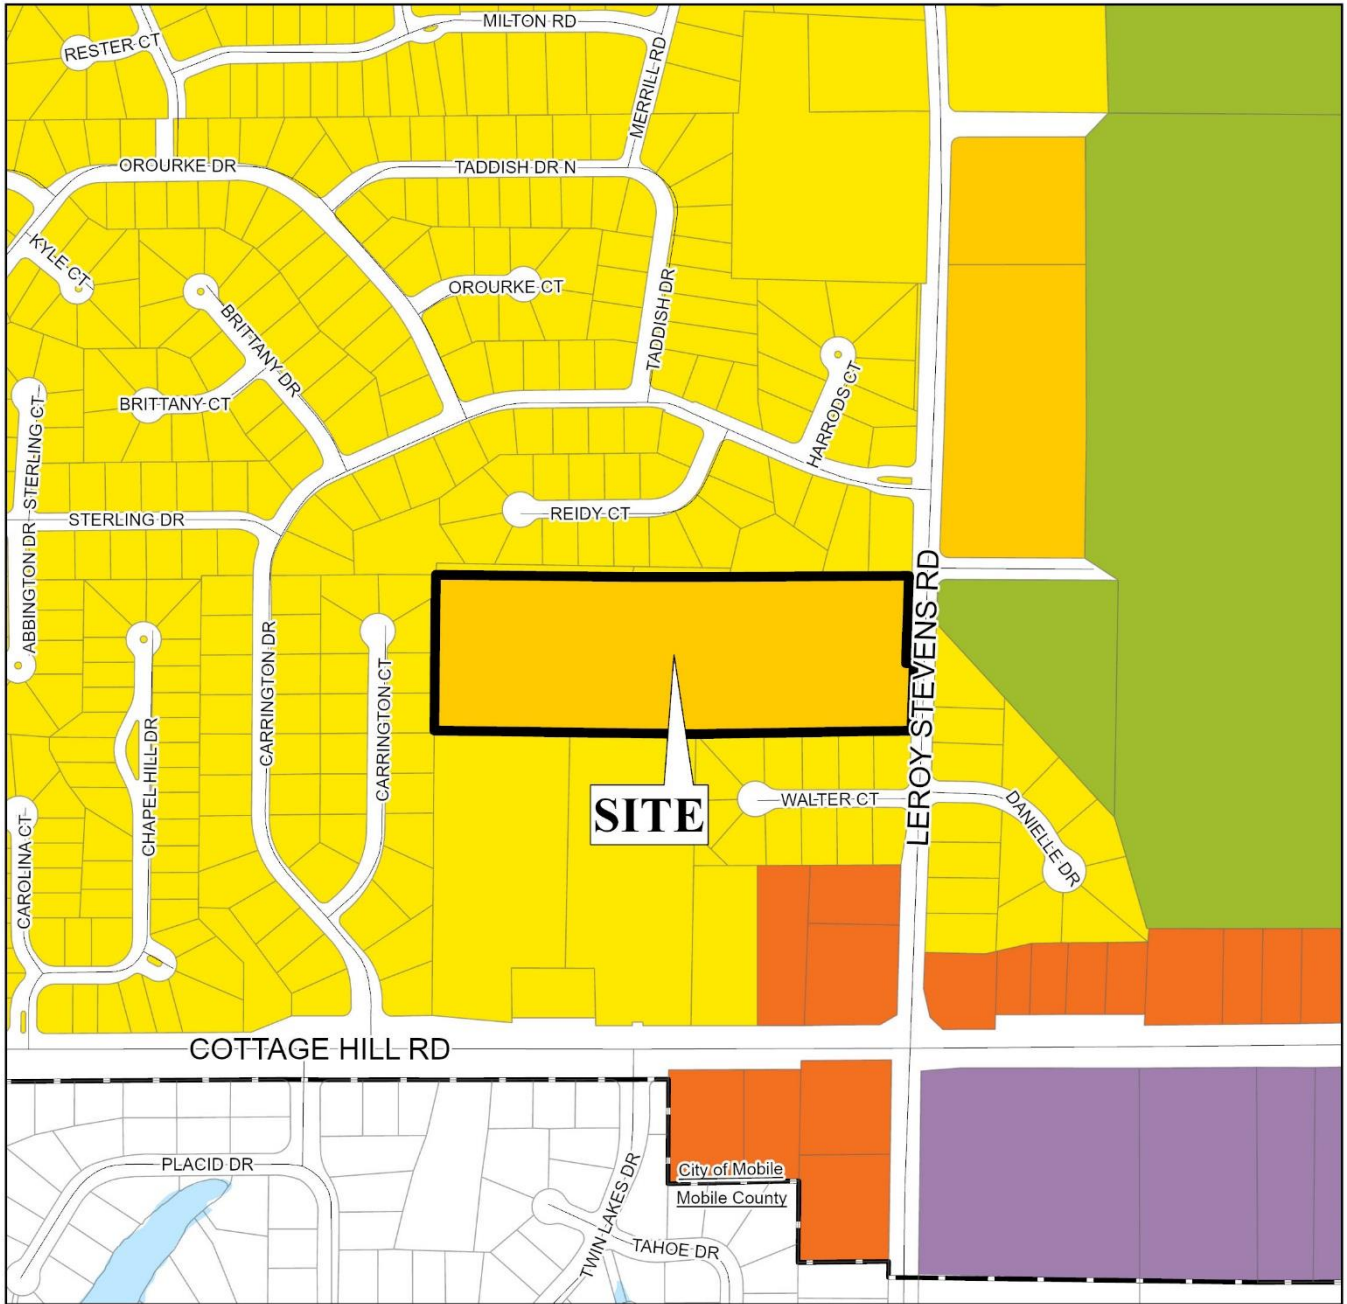 MILTON RD
RESTER CT
MERRILL RD
OROURKE DR
TADDISH DR N
KYLE CT
OROURKE CT
BRITTANY DR
TADDISH DR
BRITTANY CT
HARRODS CT
STERLING CT
REIDY CT
STERLING DR
ABBINGTON DR
LEROY STEVENS RD
CARRINGTON DR
CARRINGTON CT
CHAPEL HILL DR
SITE
WALTER CT
DANIELLE DR
CAROLINA CT
COTTAGE HILL RD
PLACID DR
City of Mobile
Mobile County
TWIN LAKES DR
TAHOE DR